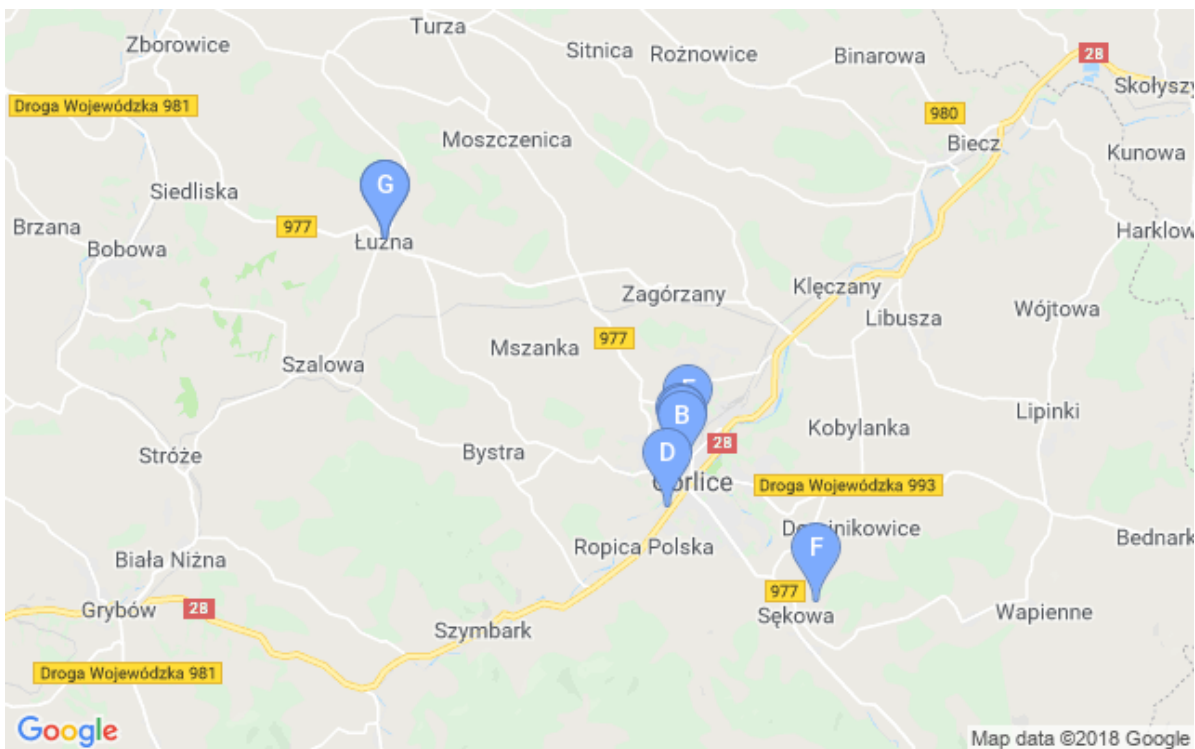 Turza
Zborowice
Sitnica
Rożnowice
Binarowa
28
Skołyszy
Droga Wojewódzka 981
980
Moszczenica
Biecz
Kunowa
Siedliska
G
Brzana
977
Łużna
Harklow
Bobowa
Zagórzany
Klęczany
Wójtowa
Libusza
977
Mszanka
Szalowa
B
Lipinki
Kobylanka
Stróże
Bystra
D
28
Gorlice
Droga Wojewódzka 993
Dominikowice
Bednark
Ropica Polska
F
Biała Niżna
977
Grybów
28
Sękowa
Wapienne
Szymbark
Droga Wojewódzka 981
Google
Map data ©2018 Google